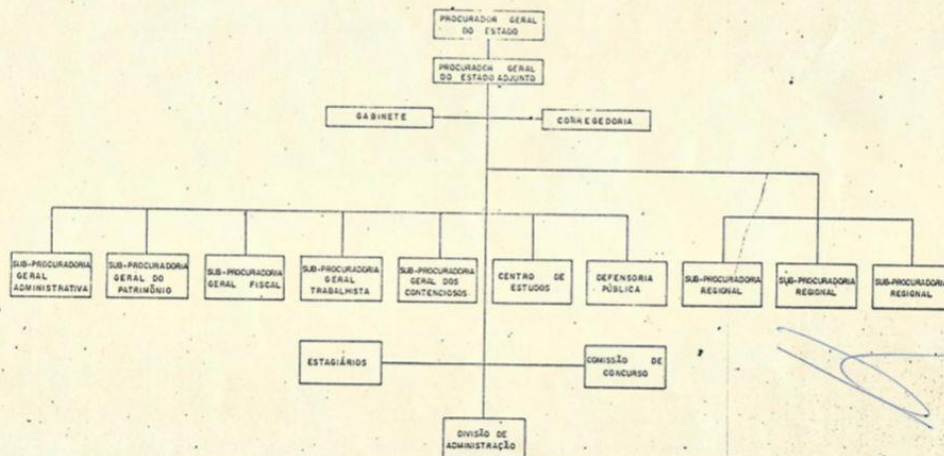 PROCURADOR GERAL
DO ESTADO
PROCURADOR GERAL
DO ESTADO ADJUNTO
GABINETE
CORREGEDORIA
SUB-PROCURADORIA
GERAL
ADMINISTRATIVA
SUB-PROCURADORIA
GERAL DO
PATRIMÔNIO
SUB-PROCURADORIA
GERAL FISCAL
SUB-PROCURADORIA
GERAL
TRABALHISTA
SUB-PROCURADORIA
GERAL DOS
CONTENCIOSOS
CENTRO DE
ESTUDOS
DEFENSORIA
PÚBLICA
SUB-PROCURADORIA
REGIONAL
SUB-PROCURADORIA
REGIONAL
SUB-PROCURADORIA
REGIONAL
ESTAGIÁRIOS
COMISSÃO DE
CONCURSO
DIVISÃO DE
ADMINISTRAÇÃO